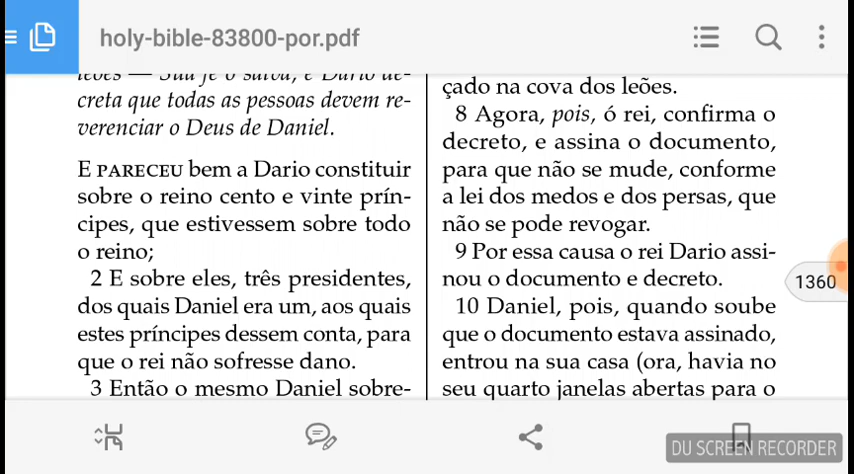 holy-bible-83800-por.pdf
leões — Sua fé o salva, e Dario de-
creta que todas as pessoas devem re-
verenciar o Deus de Daniel.
E PARECEU bem a Dario constituir
sobre o reino cento e vinte prín-
cipes, que estivessem sobre todo
o reino;
2 E sobre eles, três presidentes,
dos quais Daniel era um, aos quais
estes príncipes dessem conta, para
que o rei não sofresse dano.
3 Então o mesmo Daniel sobre-
çado na cova dos leões.
8 Agora, pois, ó rei, confirma o
decreto, e assina o documento,
para que não se mude, conforme
a lei dos medos e dos persas, que
não se pode revogar.
9 Por essa causa o rei Dario assi-
nou o documento e decreto.
10 Daniel, pois, quando soube
que o documento estava assinado,
entrou na sua casa (ora, havia no
seu quarto janelas abertas para o
1360
DU SCREEN RECORDER